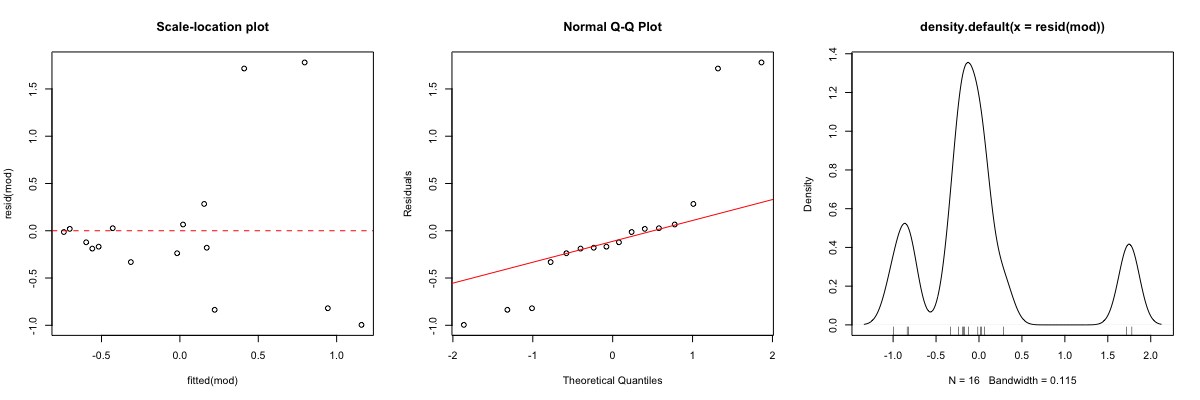 Scale-location plot
resid(mod)
-1.0 -0.5 0.0 0.5 1.0 1.5
-0.5 0.0 0.5 1.0
fitted(mod)
Normal Q-Q Plot
Residuals
-1.0 -0.5 0.0 0.5 1.0 1.5
-2 -1 0 1 2
Theoretical Quantiles
density.default(x = resid(mod))
Density
0.0 0.2 0.4 0.6 0.8 1.0 1.2 1.4
-1.0 -0.5 0.0 0.5 1.0 1.5 2.0
N = 16 Bandwidth = 0.115